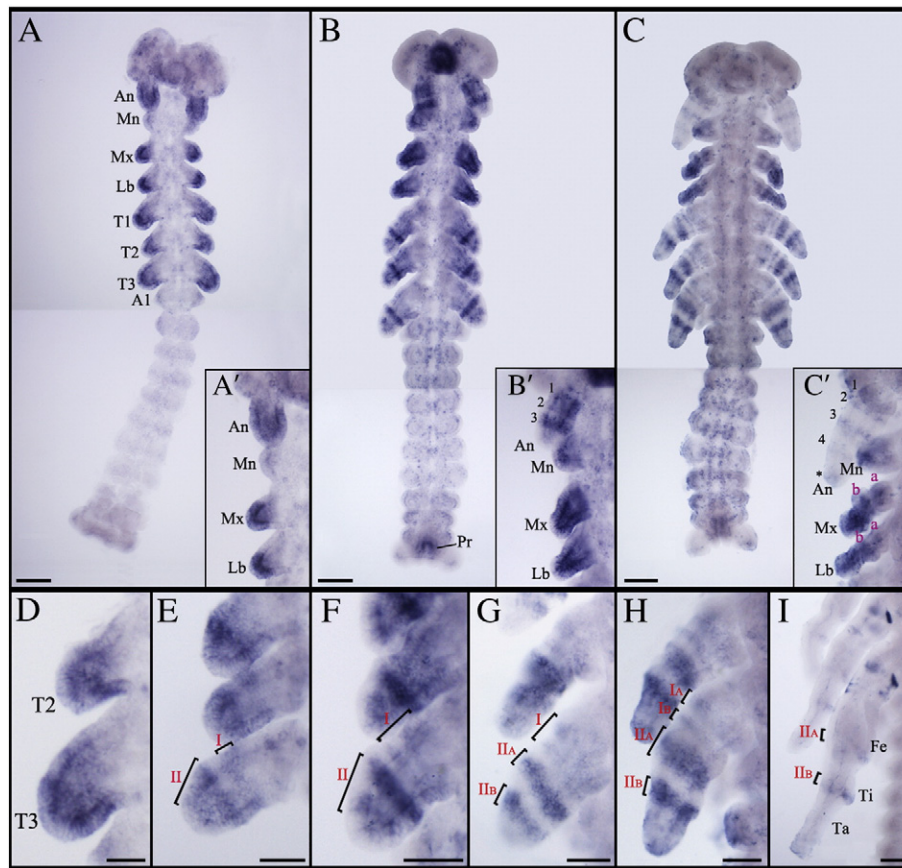 A
B
C
An
Mn
Mx
Lb
T1
T2
T3
A1
A'
An
Mn
Mx
Lb
Pr
B'
1
2
3
An
Mn
Mx
Lb
C'
1
2
3
4
*
An
Mn
a
b
Mx
a
b
Lb
D
T2
T3
E
I
II
F
I
II
G
I
IIA
IIB
H
IA
IB
IIA
IIB
I
IIA
IIB
Fe
Ti
Ta